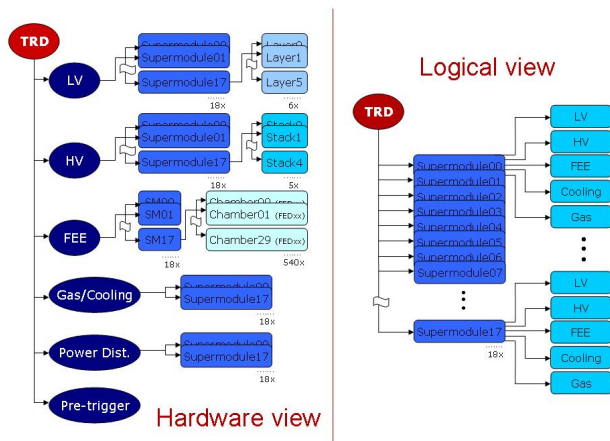 TRD
LV
Supermodule00
Supermodule01
Supermodule17
18x
Layer0
Layer1
Layer5
6x
HV
Supermodule00
Supermodule01
Supermodule17
18x
Stack0
Stack1
Stack4
5x
FEE
SM00
SM01
SM17
18x
Chamber00 (FEDxx)
Chamber01 (FEDxx)
Chamber29 (FEDxx)
540x
Gas/Cooling
Supermodule00
Supermodule17
18x
Power Dist.
Supermodule00
Supermodule17
18x
Pre-trigger
Hardware view
Logical view
TRD
Supermodule00
Supermodule01
Supermodule02
Supermodule03
Supermodule04
Supermodule05
Supermodule06
Supermodule07
Supermodule17
18x
LV
HV
FEE
Cooling
Gas
LV
HV
FEE
Cooling
Gas